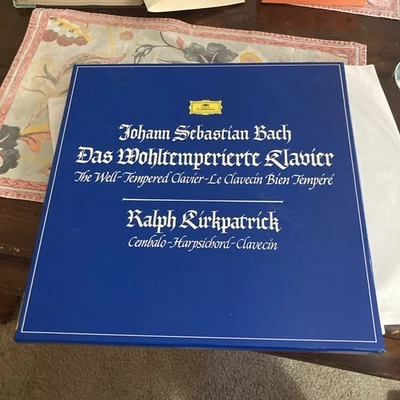 Johann Sebastian Bach
Das Wohltemperierte Klavier
The Well-Tempered Clavier-Le Clavecin Bien Tempéré
Ralph Kirkpatrick
Cembalo-Harpsichord-Clavecin